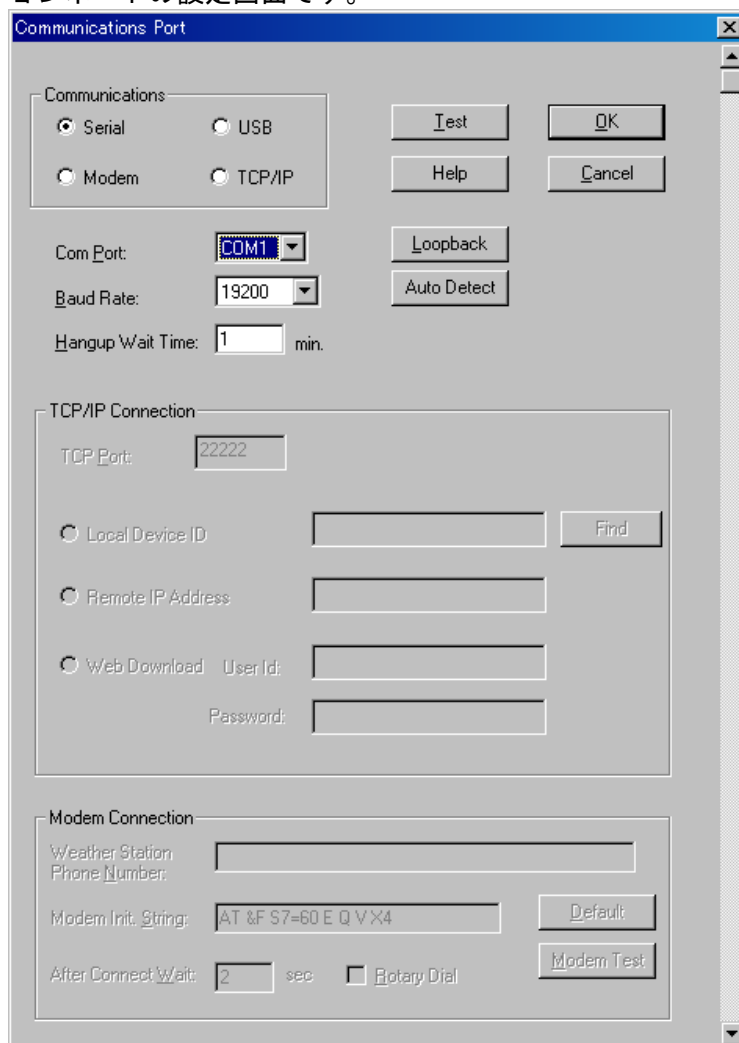 ョンポートの設定画面です。
Communications Port
Communications
Serial USB
Modem TCP/IP
Test OK
Help Cancel
Com Port: COM1 Loopback
Baud Rate: 19200 Auto Detect
Hangup Wait Time: 1 min.
TCP/IP Connection
TCP Port: 22222
Local Device ID Find
Remote IP Address
Web Download User Id:
Password:
Modem Connection
Weather Station
Phone Number:
Modem Init. String: AT &F S7=60 E Q V X4 Default
After Connect Wait: 2 sec Rotary Dial Modem Test